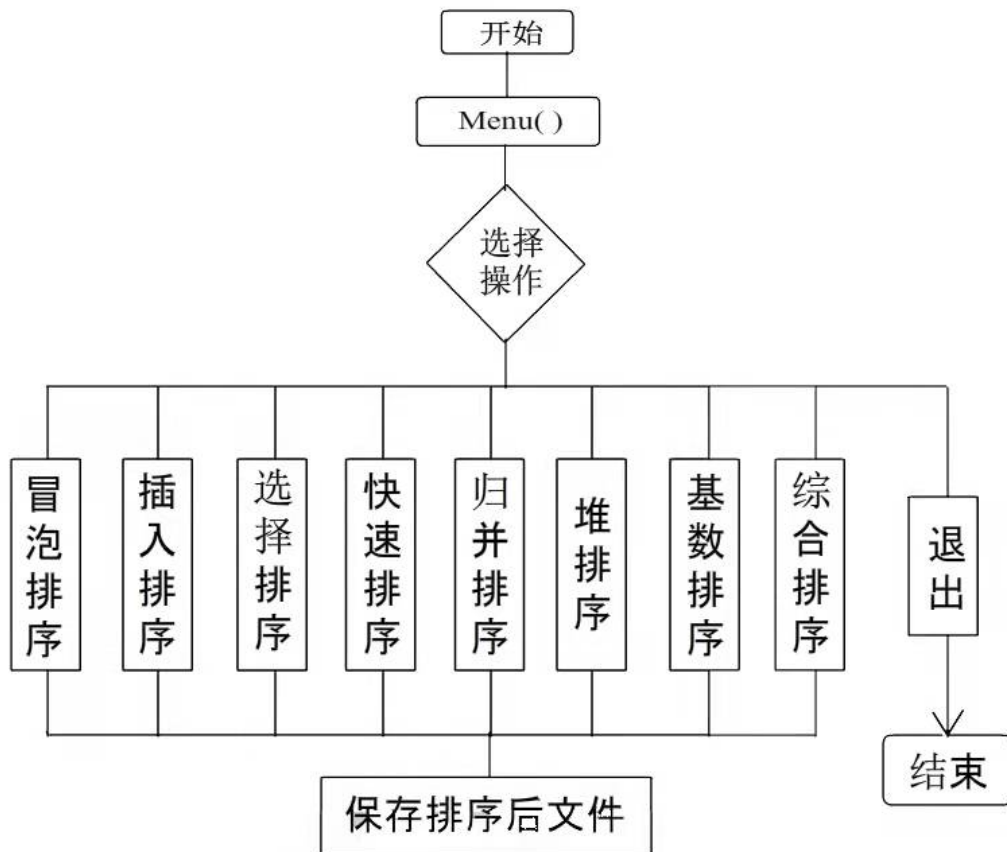 开始
Menu( )
选择
操作
冒泡排序
插入排序
选择排序
快速排序
归并排序
堆排序
基数排序
综合排序
退出
结束
保存排序后文件